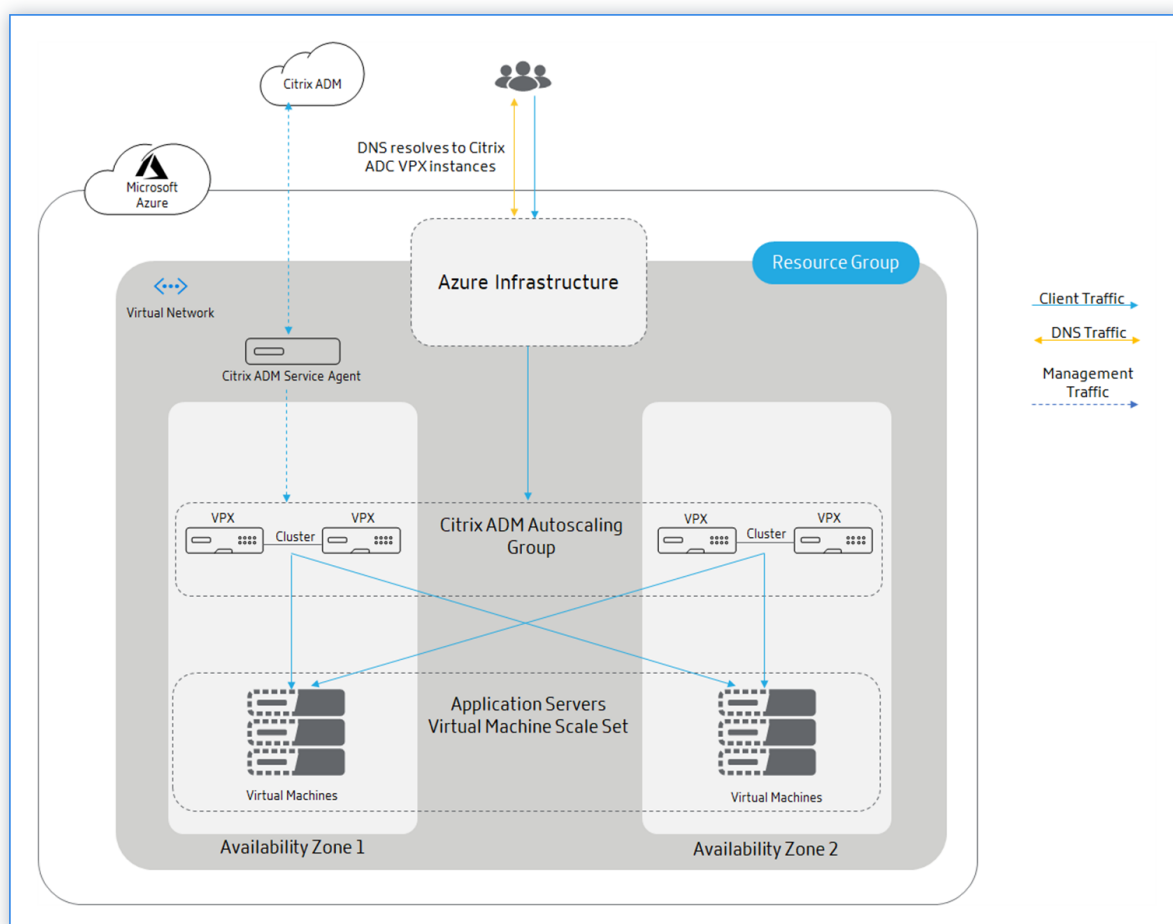 Citrix ADM
DNS resolves to Citrix
ADC VPX instances
Microsoft
Azure
Azure Infrastructure
Resource Group
Virtual Network
Client Traffic
DNS Traffic
Management
Traffic
Citrix ADM Service Agent
VPX
VPX
Cluster
Citrix ADM Autoscaling
Group
VPX
VPX
Cluster
Application Servers
Virtual Machine Scale Set
Virtual Machines
Virtual Machines
Availability Zone 1
Availability Zone 2